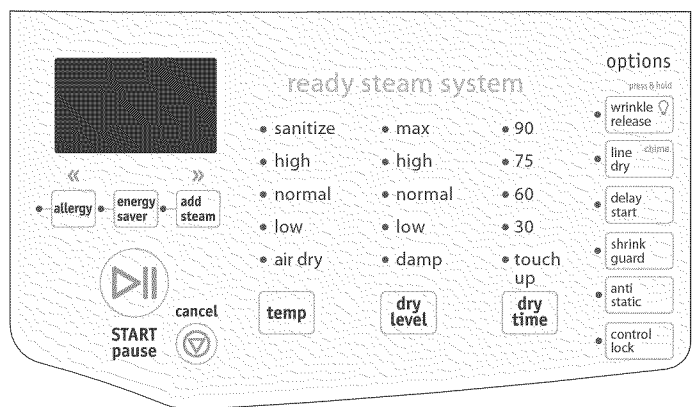 ready steam system
options
press & hold
wrinkle
release
line
dry
chime
delay
start
shrink
guard
anti
static
control
lock
sanitize
high
normal
low
air dry
temp
max
high
normal
low
damp
dry
level
90
75
60
30
touch
up
dry
time
allergy
energy
saver
add
steam
START
pause
cancel